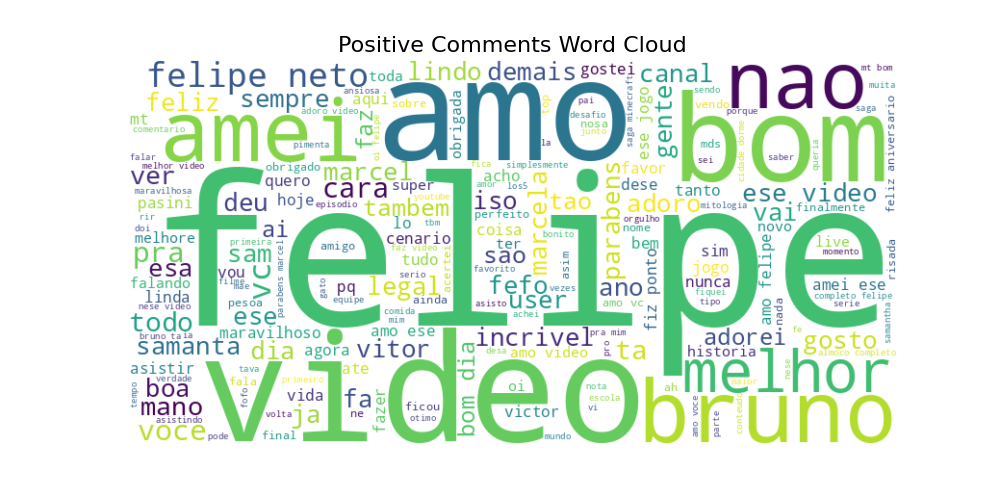 Positive Comments Word Cloud
felipe neto
toda
lindo
demais
gostei
canal
nao
mt bom
feliz
sempre
ansiosa
aqui
sobre
amo
top
pai
gente
sendo
muita
mt
adoro video
faz
oi felipe
obrigada
desafio
nosa
junto
saga minecraft
ese jogo
vendo
porque
saga
comentario
amei
pimenta
la
mds
bom
cidade dorme
queria
feliz aniversario
falar
melhor video
obrigado
marcel
fica
simplesmente
favor
sei
saber
ver
quero
cara
super
acho
amor
los5
marcela
dese
tanto
ese video
maravilhosa
pasini
deu
hoje
tambem
youtube
iso
tao
parabens
adoro
mitologia
vai
finalmente
rir
episodio
lo
perfeito
orgulho
doi
melhore
primeira
ai
felipe
amigo
cenario
tbm
coisa
bonito
nome
novo
live
pra
sam
faz video
ter
bem
sim
momento
risada
esa
vc
tudo
acertei
sao
asim
jogo
amo felipe
falando
you
filme
mae
parabens marcel
gato
pq
serio
favorito
fefo
vezes
ano
nunca
amei ese
linda
pesoa
equipe
legal
ainda
asisto
user
amo vc
fiz ponto
fiquei
tipo
nada
completo felipe
serie
nese video
ese
comida
mim
achei
todo
bruno tala
maravilhoso
amo ese
incrivel
pra mim
adorei
fe
samantha
samanta
dia
agora
vitor
desa
amo video
pro
ta
historia
gosto
almoco completo
asistir
tava
ate
bom dia
ah
melhor
nese
verdade
fala
primeiro
oi
nota
maior
tempo
boa
fofo
vida
fa
fazer
escola
mano
video
ficou
victor
vi
bruno
conteudo
asistindo
volta
ja
ne
otimo
amo voce
parte
voce
pode
final
mundo